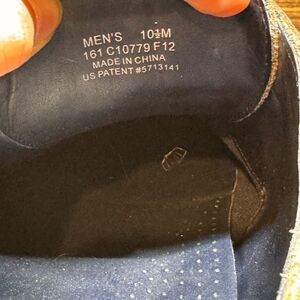 MEN'S 10½M
161 C10779 F12
MADE IN CHINA
US PATENT #5713141